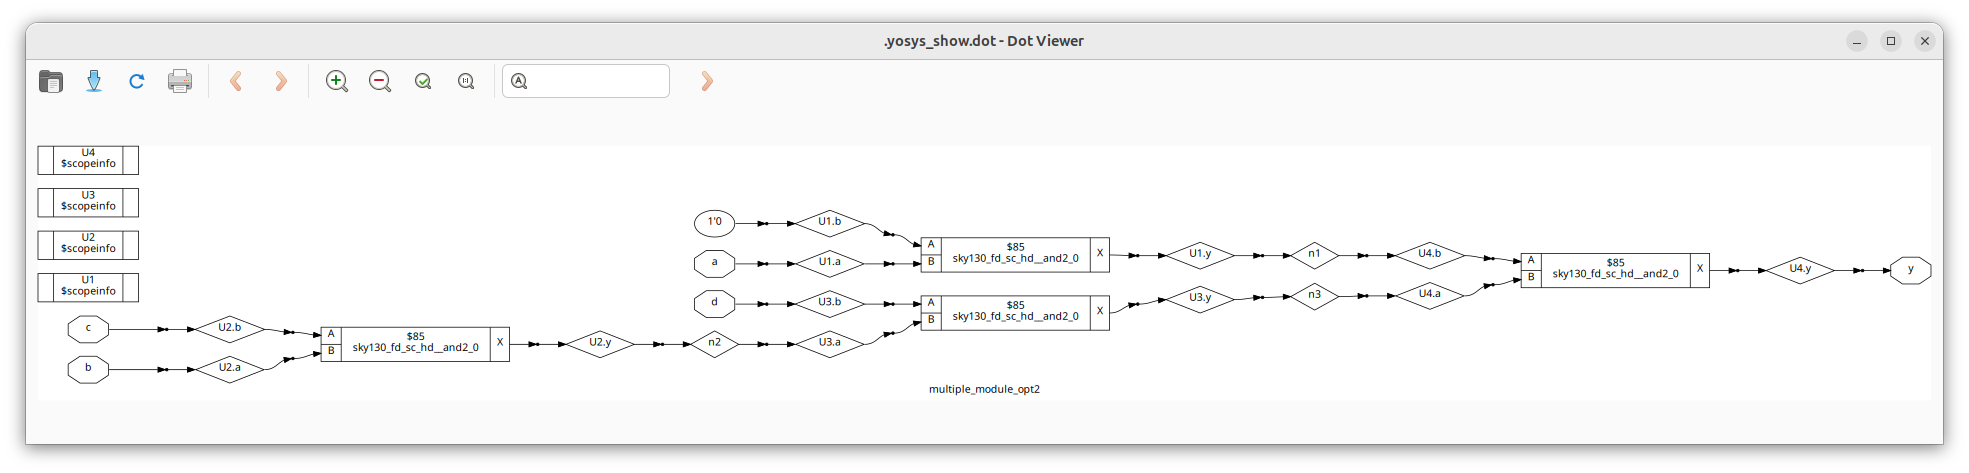 .yosys_show.dot - Dot Viewer
A
1:1
U4
$scopeinfo
U3
$scopeinfo
U2
$scopeinfo
U1
$scopeinfo
c
b
U2.b
U2.a
A
B
$85
sky130_fd_sc_hd__and2_0
X
U2.y
n2
1'0
a
d
U1.b
U1.a
U3.b
U3.a
A
B
$85
sky130_fd_sc_hd__and2_0
X
A
B
$85
sky130_fd_sc_hd__and2_0
X
U1.y
n1
U4.b
U3.y
n3
U4.a
A
B
$85
sky130_fd_sc_hd__and2_0
X
U4.y
y
multiple_module_opt2